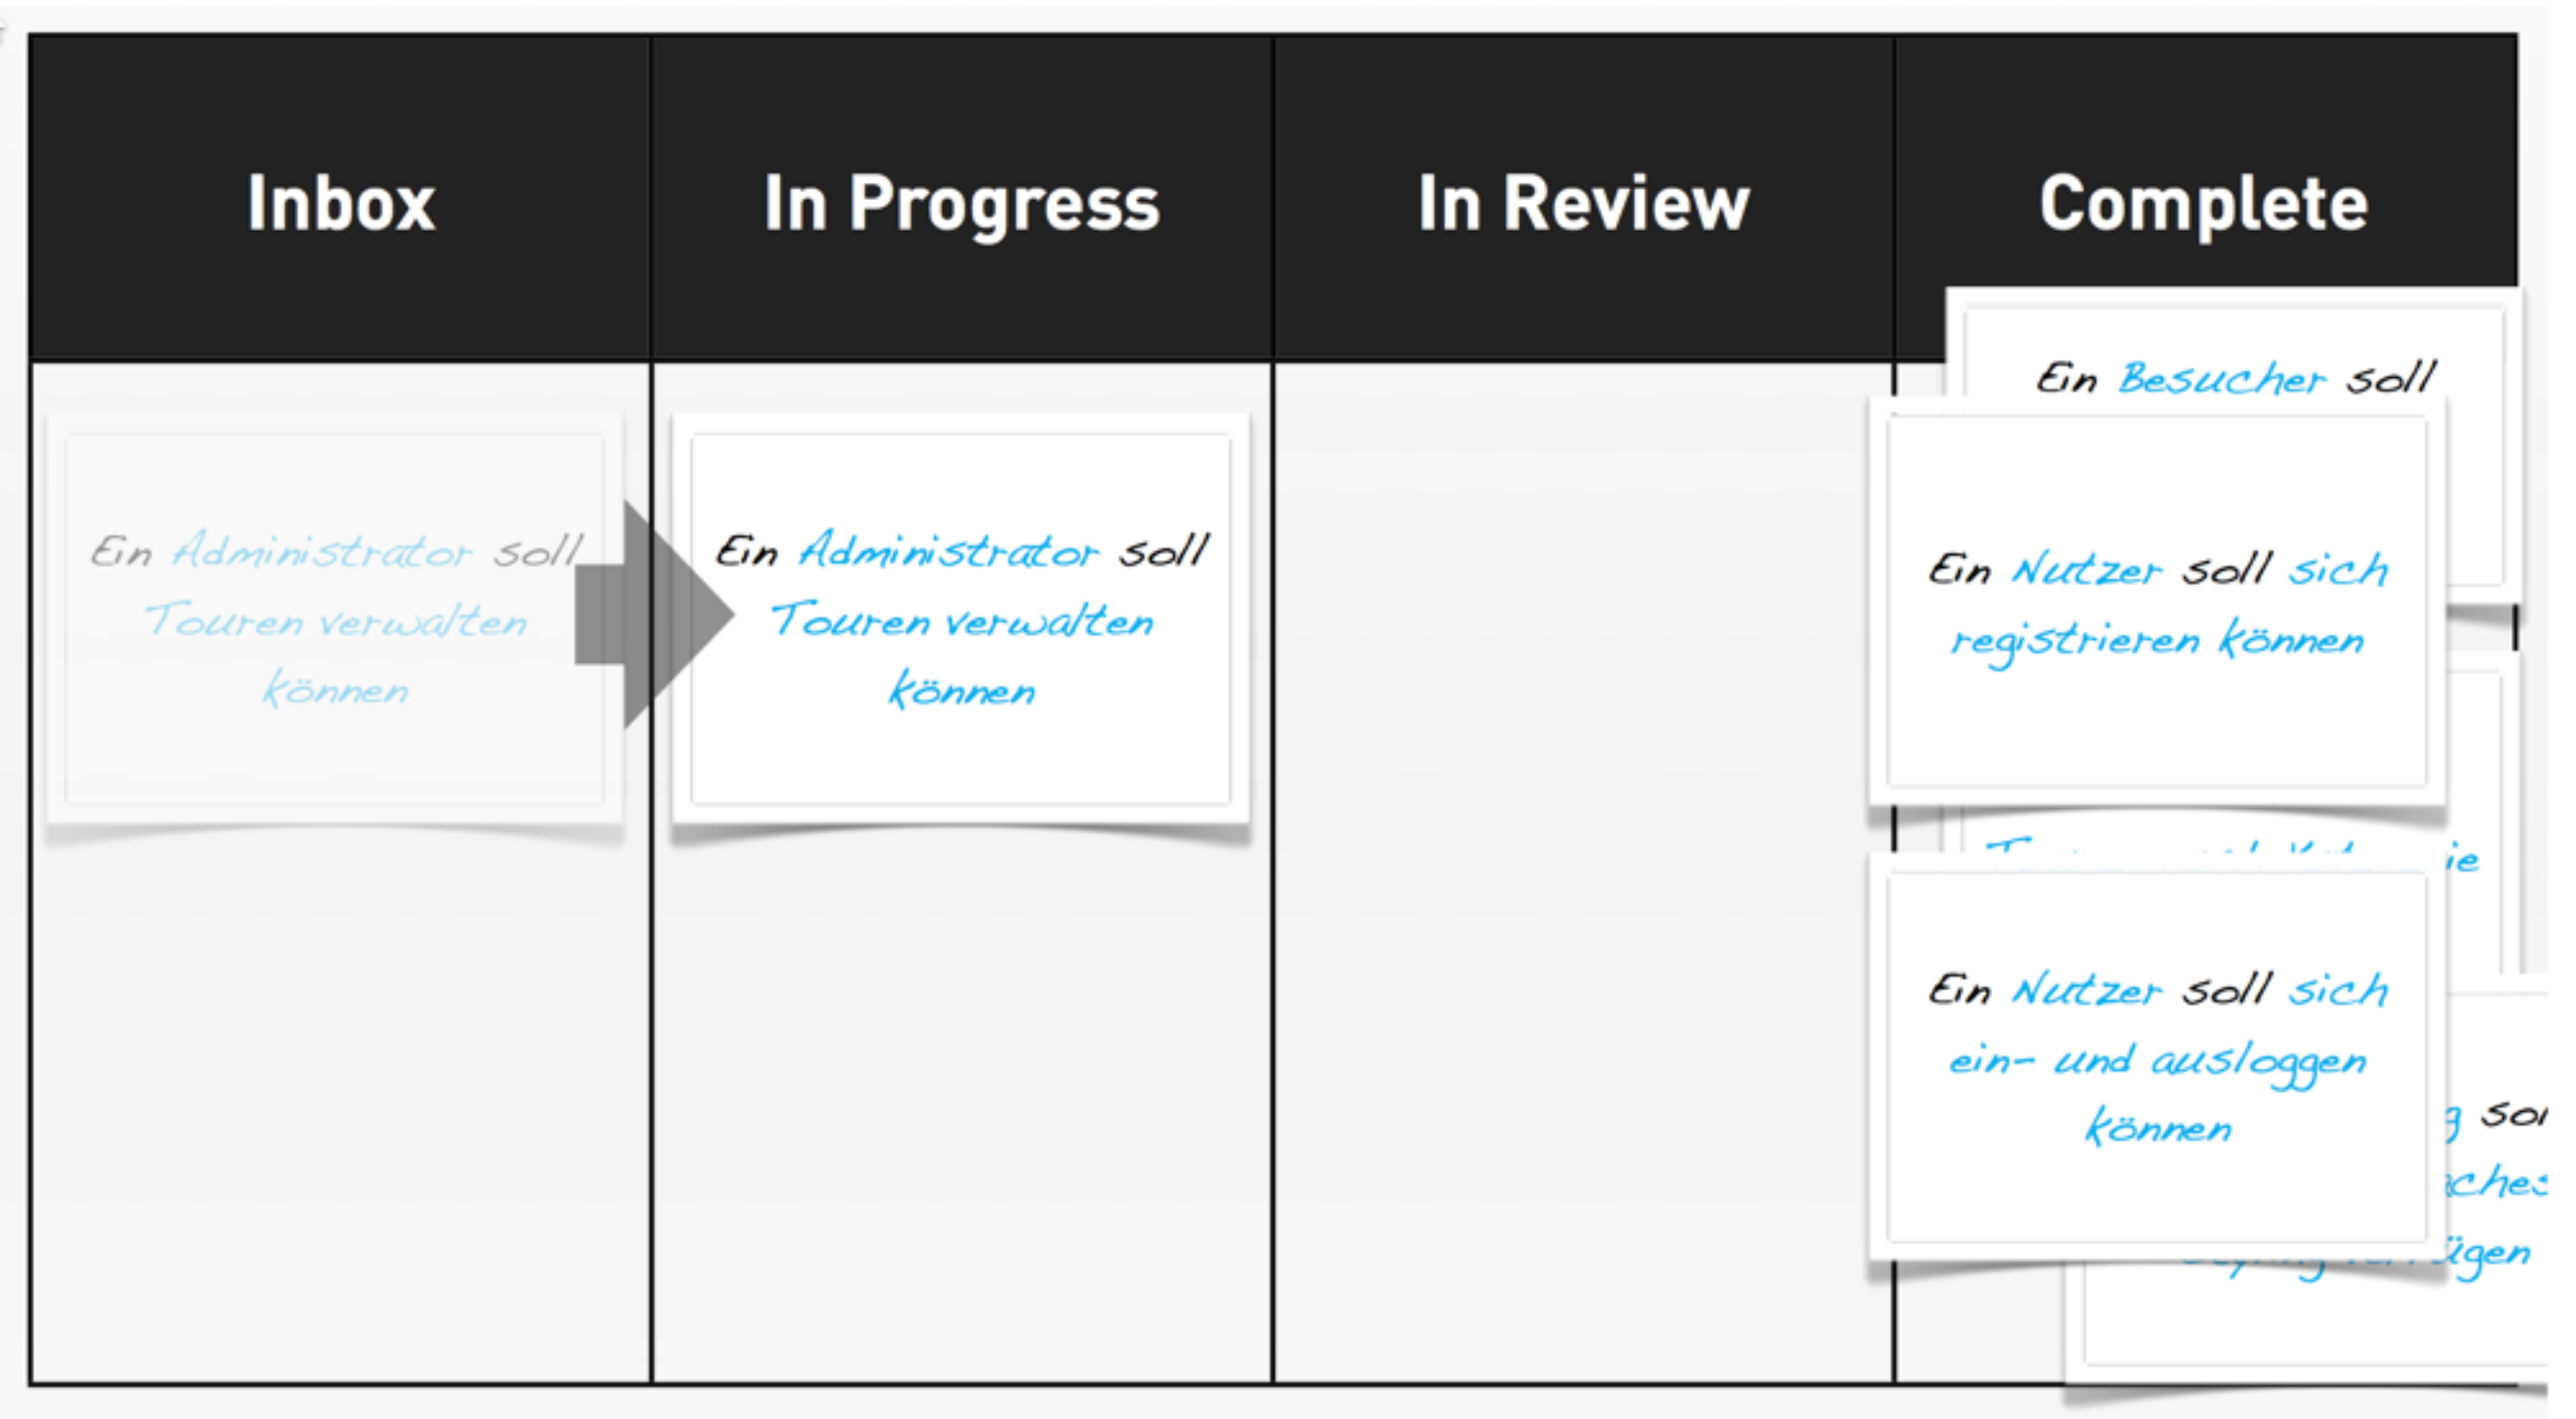 Inbox
In Progress
In Review
Complete
Ein Administrator soll
Touren verwalten
können
Ein Administrator soll
Touren verwalten
können
Ein Besucher soll
Ein Nutzer soll sich
registrieren können
Ein Nutzer soll sich
ein- und ausloggen
können